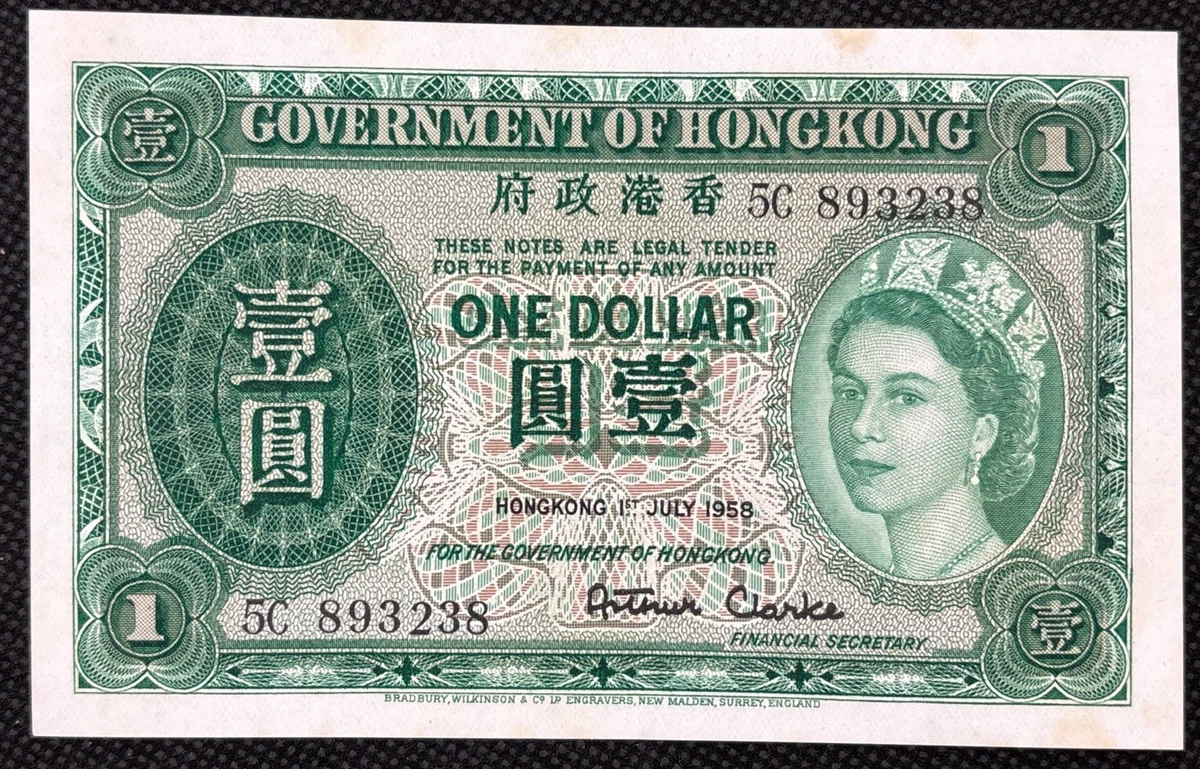 壹
GOVERNMENT OF HONGKONG
1
府政港香 5C 893238
THESE NOTES ARE LEGAL TENDER
FOR THE PAYMENT OF ANY AMOUNT
ONE DOLLAR
圓壹
壹
圓
HONGKONG 1ST JULY 1958
FOR THE GOVERNMENT OF HONGKONG
Arthur Clarke
FINANCIAL SECRETARY
1
5C 893238
壹
BRADBURY, WILKINSON & Cº Lᴰ ENGRAVERS, NEW MALDEN, SURREY, ENGLAND